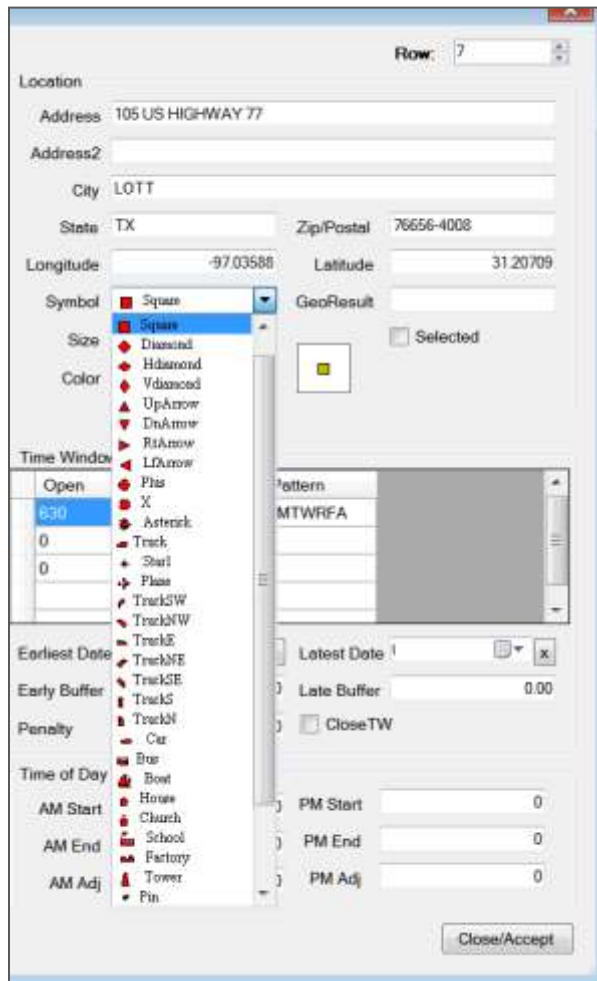 Row: 7
Location
Address 105 US HIGHWAY 77
Address2
City LOTT
State TX Zip/Postal 76656-4008
Longitude -97.03588 Latitude 31.20709
Symbol Square GeoResult
Square
Size Selected
Diamond
Hdiamond
Color Vdiamond
UpArrow
DnArrow
RtArrow
Time Window LfArrow
Open Plus Pattern
630 X MTWRFA
Asterick
0 Truck
Star1
0 Plane
TruckSW
TruckNW
Earliest Date TruckE Latest Date x
TruckNE
TruckSE
Early Buffer TruckS 0 Late Buffer 0.00
TruckN
Penalty Car 0 CloseTW
Bus
Time of Day Boat
House
AM Start Church 0 PM Start 0
School
AM End Factory 0 PM End 0
Tower
AM Adj Pin 0 PM Adj 0
Close/Accept